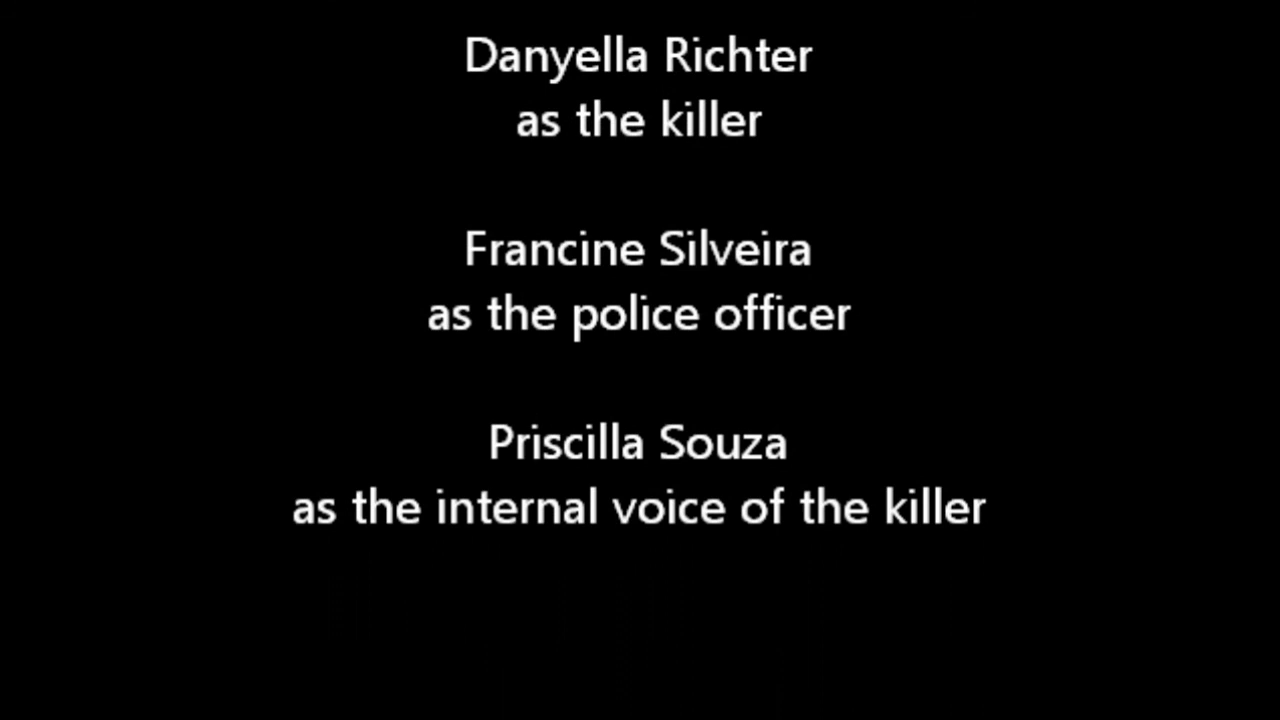 Danyella Richter
as the killer
Francine Silveira
as the police officer
Priscilla Souza
as the internal voice of the killer